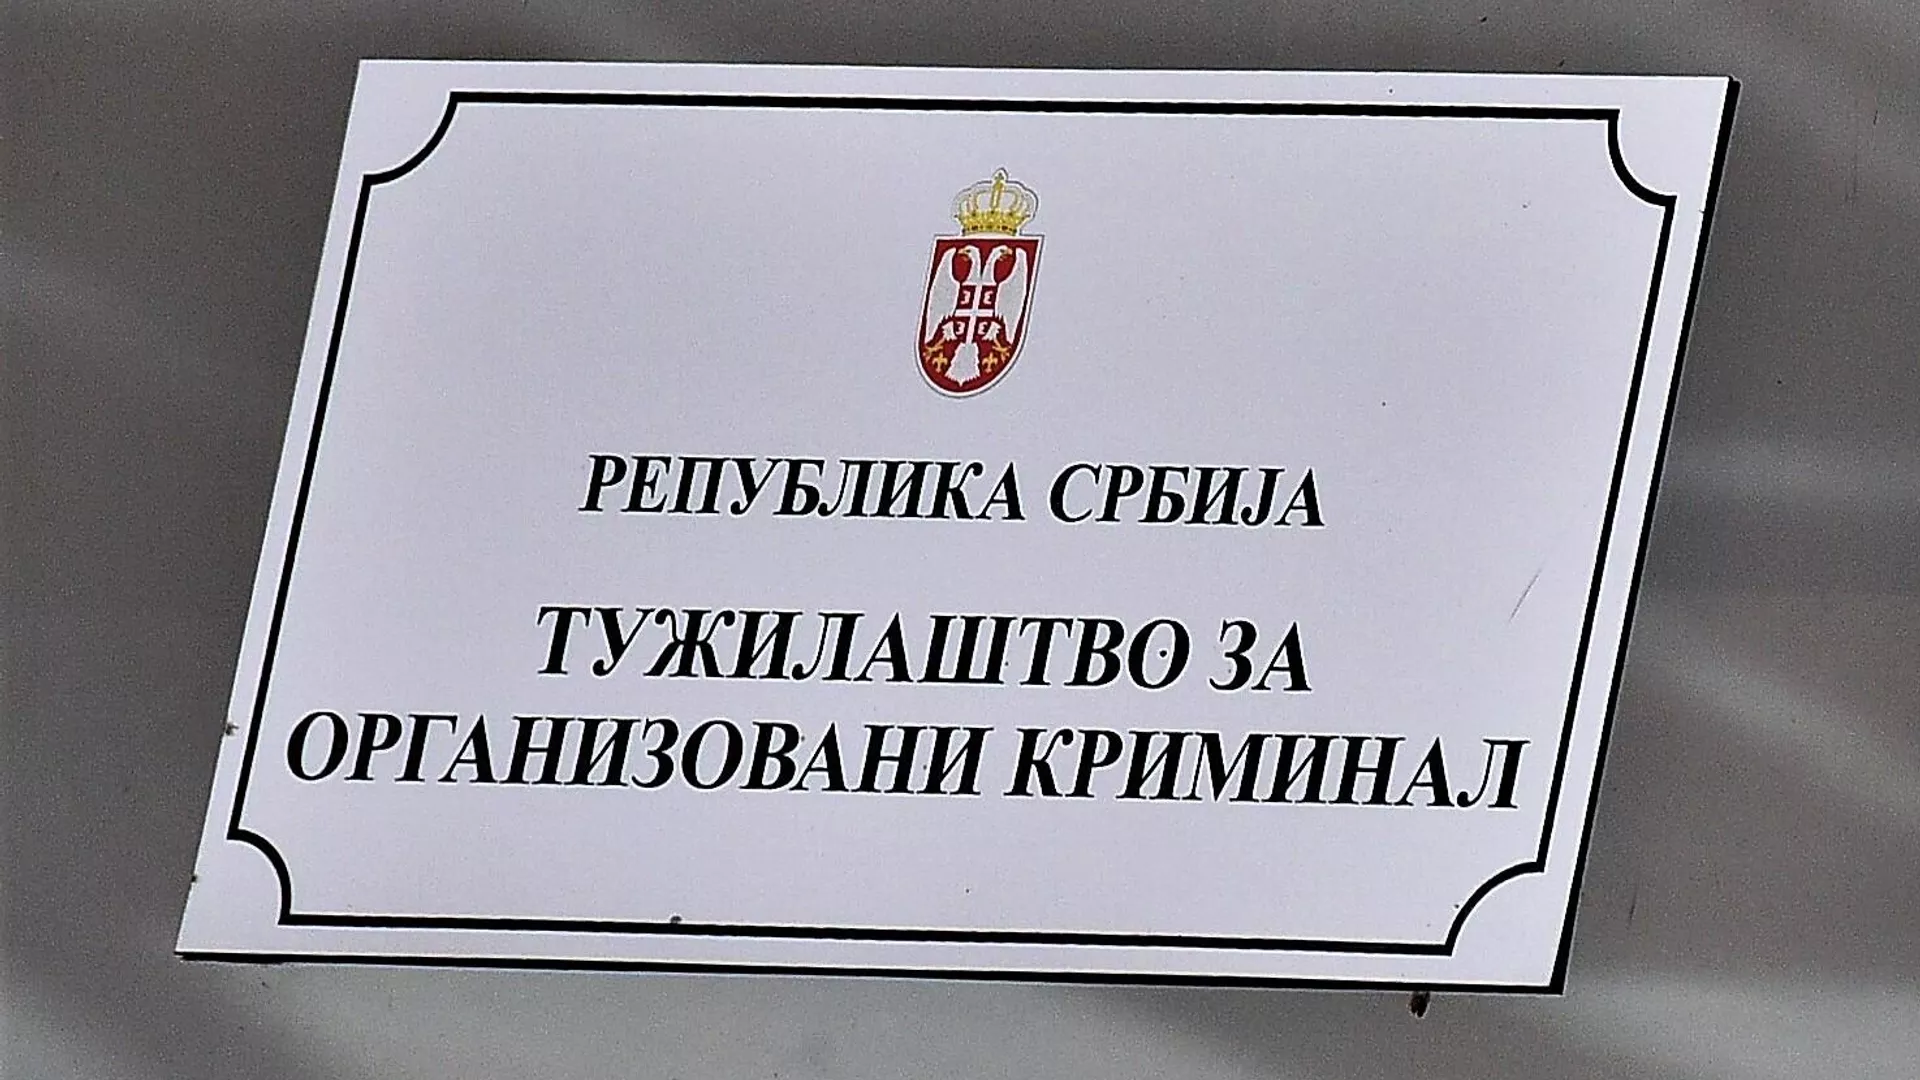 РЕПУБЛИКА СРБИЈА
ТУЖИЛАШТВО ЗА
ОРГАНИЗОВАНИ КРИМИНАЛ